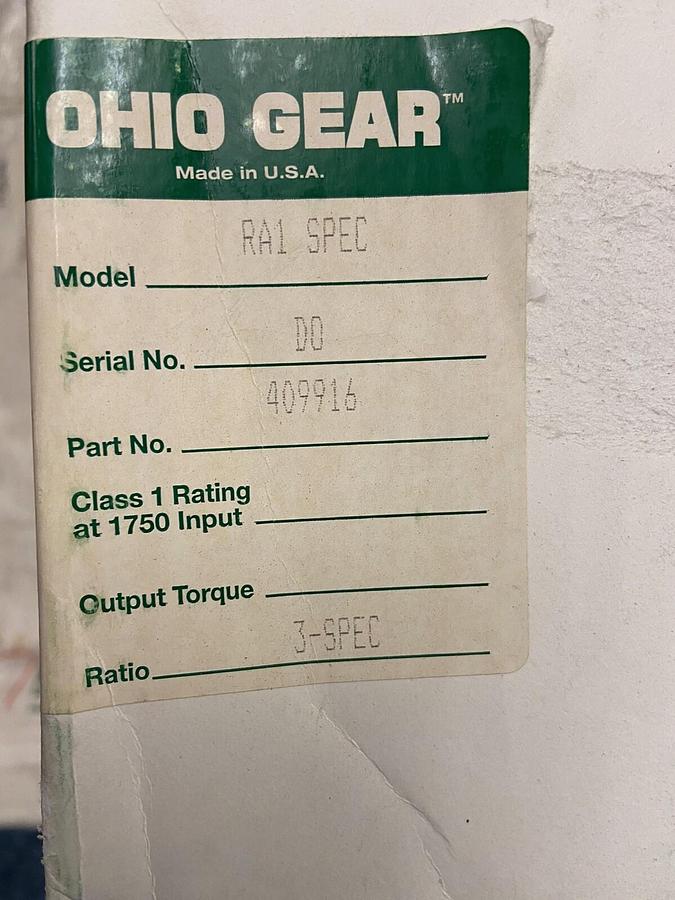 OHIO GEAR™
Made in U.S.A.
RA1 SPEC
Model
DO
Serial No.
409916
Part No.
Class 1 Rating
at 1750 Input
Output Torque
3-SPEC
Ratio